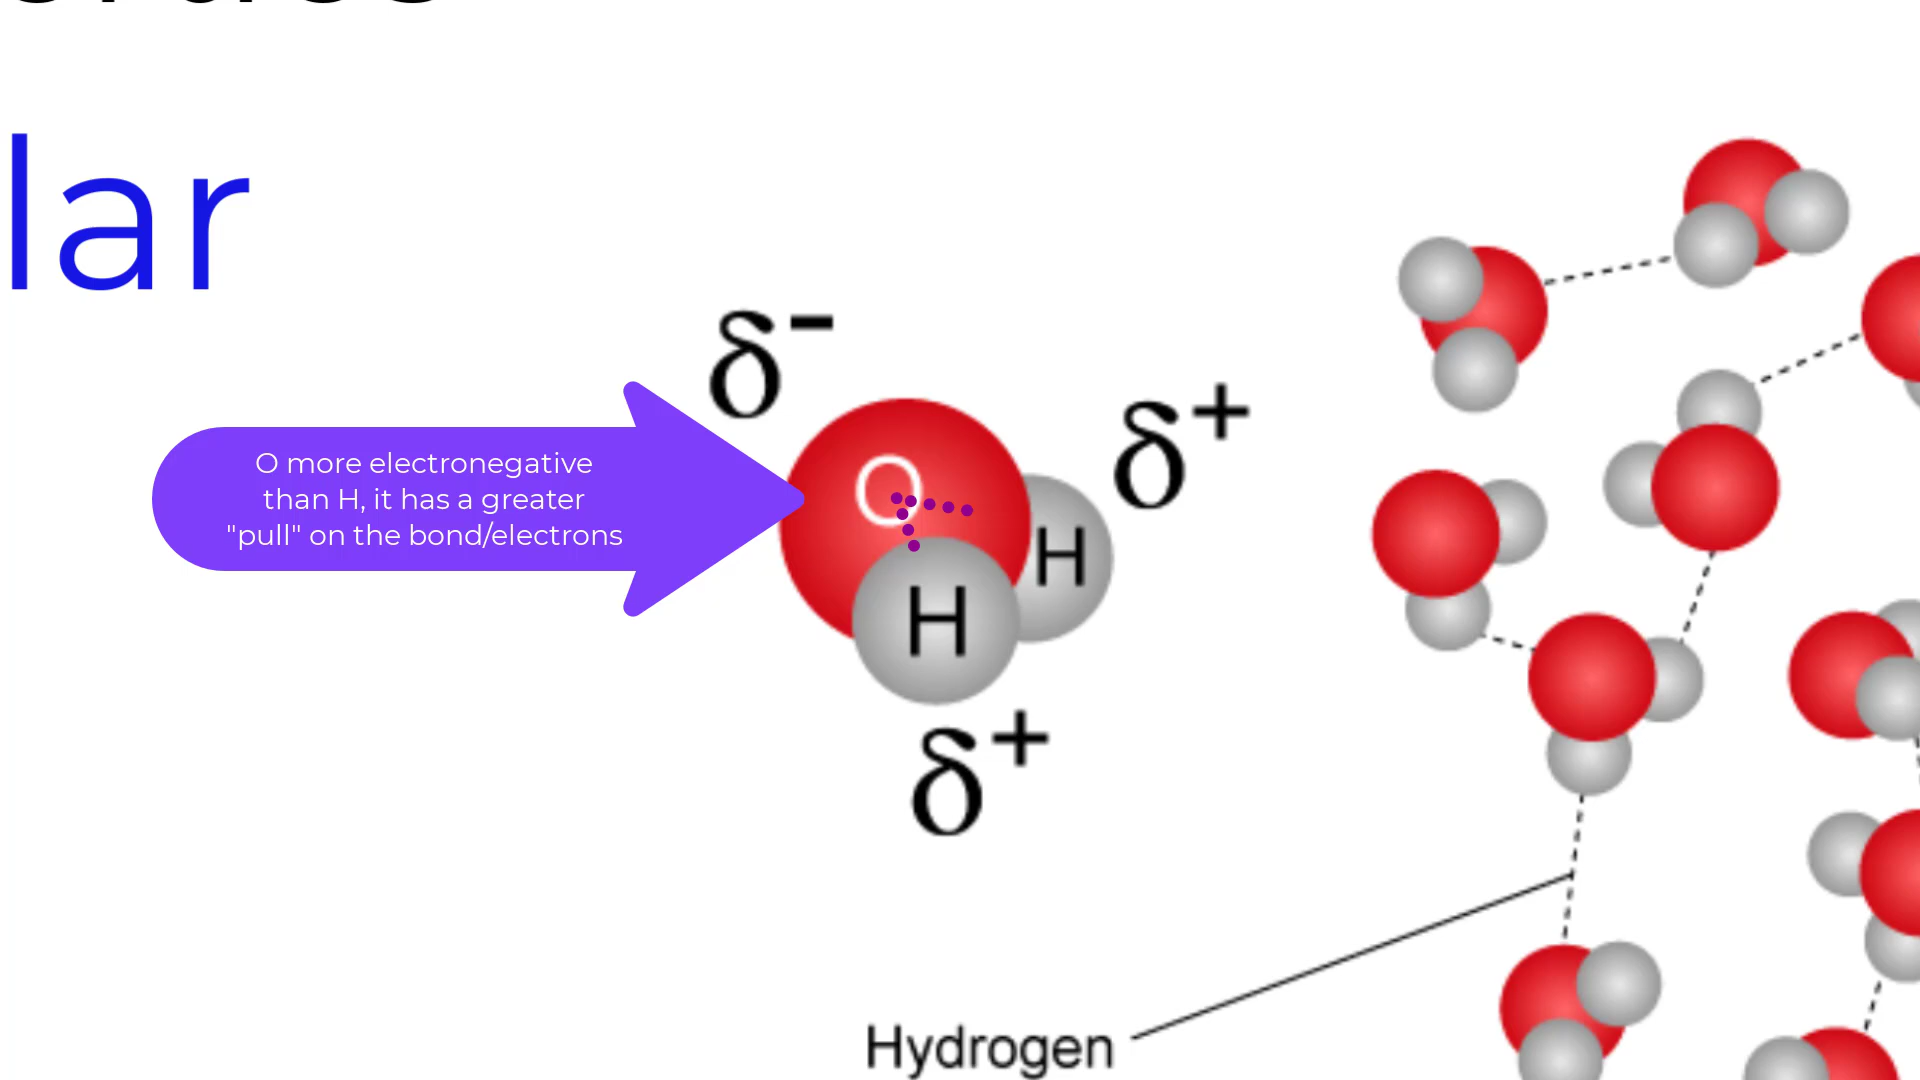 lar
δ-
δ+
O more electronegative
than H, it has a greater
"pull" on the bond/electrons
O
H
H
δ+
Hydrogen